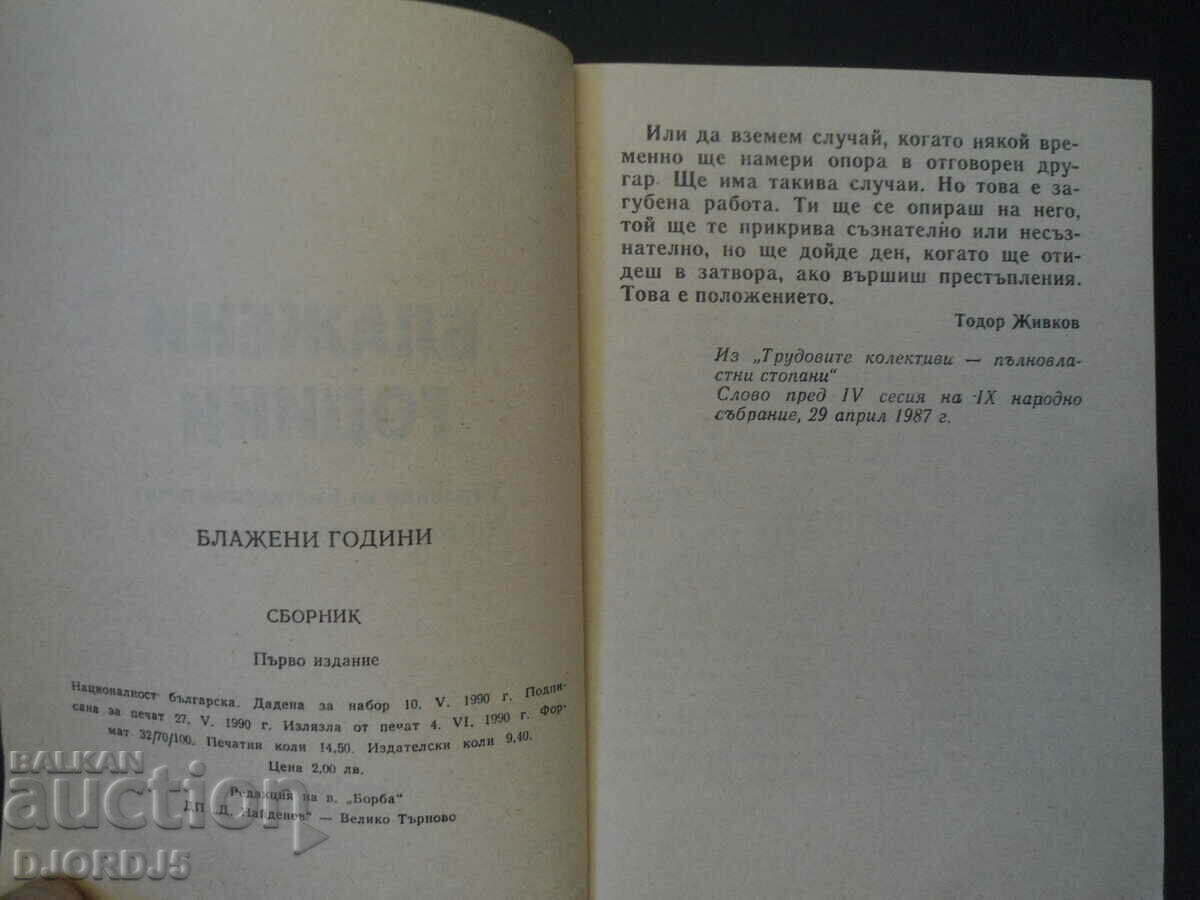 БЛАЖЕНИ ГОДИНИ
СБОРНИК
Първо издание
Националност българска. Дадена за набор 10. V. 1990 г. Подпи-
сана за печат 27. V. 1990 г. Излязла от печат 4. VI. 1990 г. Фор-
мат 32/70/100. Печатни коли 14,50. Издателски коли 9,40.
Цена 2,00 лв.
Редакция на в. „Борба“
ДП „Д. Найденов“ — Велико Търново
Или да вземем случай, когато някой вре-
менно ще намери опора в отговорен дру-
гар. Ще има такива случаи. Но това е за-
губена работа. Ти ще се опираш на него,
той ще те прикрива съзнателно или несъз-
нателно, но ще дойде ден, когато ще оти-
деш в затвора, ако вършиш престъпления.
Това е положението.
Тодор Живков
Из „Трудовите колективи — пълновла-
стни стопани“
Слово пред IV сесия на IX народно
събрание, 29 април 1987 г.
BALKAN
auction
DJORDJ5